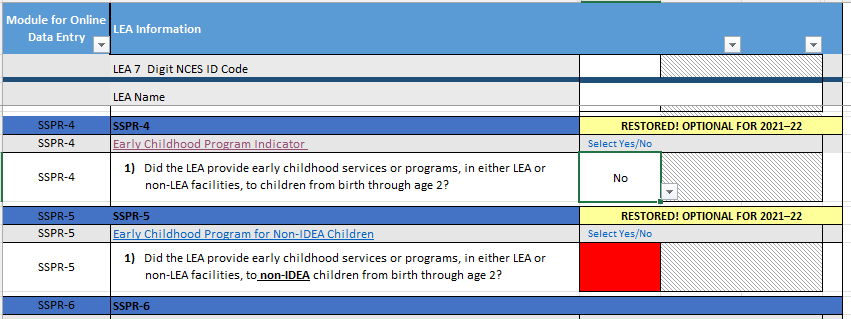 Module for Online
Data Entry
LEA Information
LEA 7  Digit NCES ID Code
LEA Name
SSPR-4 SSPR-4 RESTORED! OPTIONAL FOR 2021–22
SSPR-4 Early Childhood Program Indicator Select Yes/No
SSPR-4
1) Did the LEA provide early childhood services or programs, in either LEA or
non-LEA facilities, to children from birth through age 2?
No
SSPR-5 SSPR-5 RESTORED! OPTIONAL FOR 2021–22
SSPR-5 Early Childhood Program for Non-IDEA Children Select Yes/No
SSPR-5
1) Did the LEA provide early childhood services or programs, in either LEA or
non-LEA facilities, to non-IDEA children from birth through age 2?
SSPR-6 SSPR-6